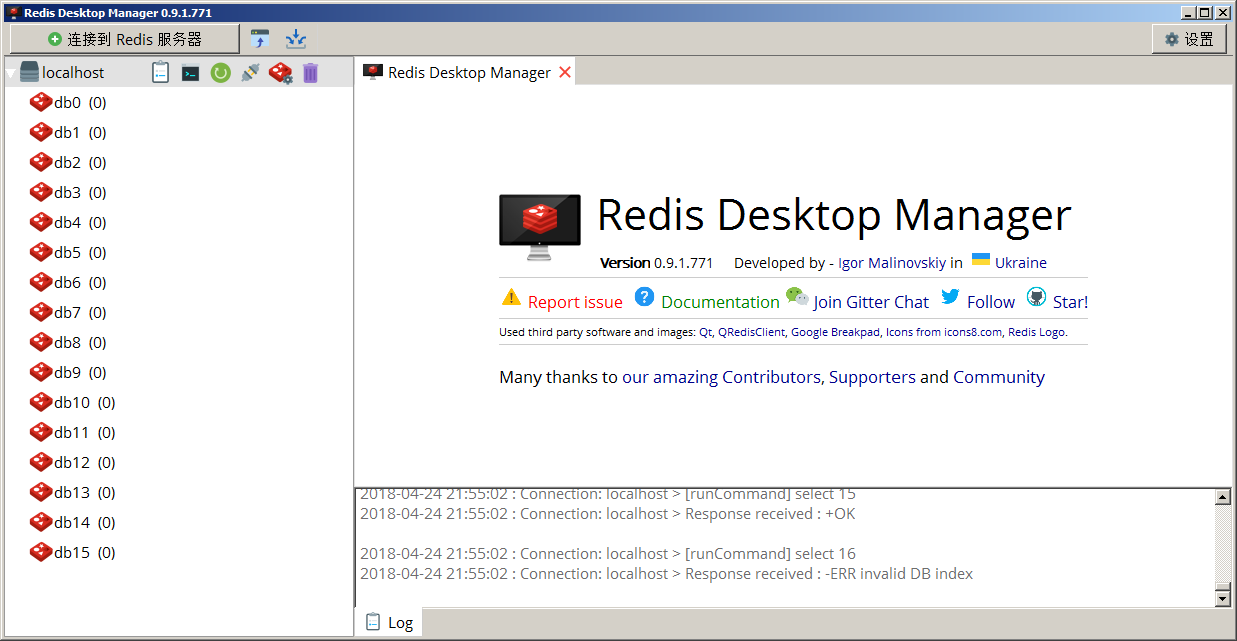 Redis Desktop Manager 0.9.1.771
连接到 Redis 服务器
设置
localhost
Redis Desktop Manager
db0 (0)
db1 (0)
db2 (0)
db3 (0)
db4 (0)
db5 (0)
db6 (0)
db7 (0)
db8 (0)
db9 (0)
db10 (0)
db11 (0)
db12 (0)
db13 (0)
db14 (0)
db15 (0)
Redis Desktop Manager
Version 0.9.1.771 Developed by - Igor Malinovskiy in Ukraine
Report issue Documentation Join Gitter Chat Follow Star!
Used third party software and images: Qt, QRedisClient, Google Breakpad, Icons from icons8.com, Redis Logo.
Many thanks to our amazing Contributors, Supporters and Community
2018-04-24 21:55:02 : Connection: localhost > [runCommand] select 15
2018-04-24 21:55:02 : Connection: localhost > Response received : +OK
2018-04-24 21:55:02 : Connection: localhost > [runCommand] select 16
2018-04-24 21:55:02 : Connection: localhost > Response received : -ERR invalid DB index
Log